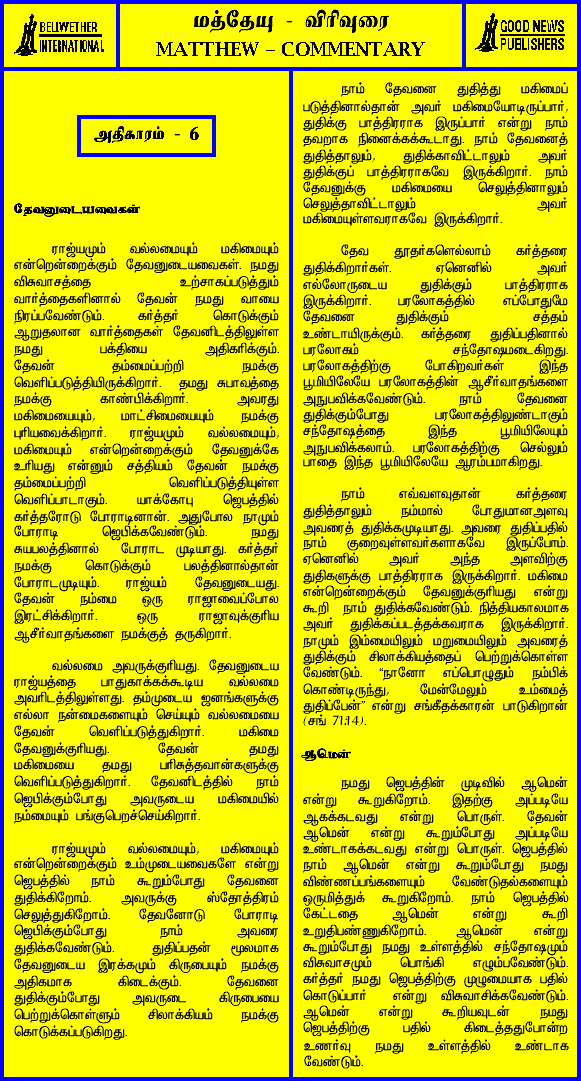 BELLWETHER
INTERNATIONAL
மத்தேயு - விரிவுரை
MATTHEW – COMMENTARY
GOOD NEWS
PUBLISHERS
அதிகாரம் - 6
தேவனுடையவைகள்
ராஜ்யமும் வல்லமையும் மகிமையும்
என்றென்றைக்கும் தேவனுடையவைகள். நமது
விசுவாசத்தை உற்சாகப்படுத்தும்
வார்த்தைகளினால் தேவன் நமது வாயை
நிரப்பவேண்டும். கர்த்தர் கொடுக்கும்
ஆறுதலான வார்த்தைகள் தேவனிடத்திலுள்ள
நமது பக்தியை அதிகரிக்கும்.
தேவன் தம்மைப்பற்றி நமக்கு
வெளிப்படுத்தியிருக்கிறார். தமது சுபாவத்தை
நமக்கு காண்பிக்கிறார். அவரது
மகிமையையும், மாட்சிமையையும் நமக்கு
புரியவைக்கிறார். ராஜ்யமும் வல்லமையும்,
மகிமையும் என்றென்றைக்கும் தேவனுக்கே
உரியது என்னும் சத்தியம் தேவன் நமக்கு
தம்மைப்பற்றி வெளிப்படுத்தியுள்ள
வெளிப்பாடாகும். யாக்கோபு ஜெபத்தில்
கர்த்தரோடு போராடினான். அதுபோல நாமும்
போராடி ஜெபிக்கவேண்டும். நமது
சுயபலத்தினால் போராட முடியாது. கர்த்தர்
நமக்கு கொடுக்கும் பலத்தினால்தான்
போராடமுடியும். ராஜ்யம் தேவனுடையது.
தேவன் நம்மை ஒரு ராஜாவைப்போல
இரட்சிக்கிறார். ஒரு ராஜாவுக்குரிய
ஆசீர்வாதங்களை நமக்குத் தருகிறார்.
வல்லமை அவருக்குரியது. தேவனுடைய
ராஜ்யத்தை பாதுகாக்கக்கூடிய வல்லமை
அவரிடத்திலுள்ளது. தம்முடைய ஜனங்களுக்கு
எல்லா நன்மைகளையும் செய்யும் வல்லமையை
தேவன் வெளிப்படுத்துகிறார். மகிமை
தேவனுக்குரியது. தேவன் தமது
மகிமையை தமது பரிசுத்தவான்களுக்கு
வெளிப்படுத்துகிறார். தேவனிடத்தில் நாம்
ஜெபிக்கும்போது அவருடைய மகிமையில்
நம்மையும் பங்குபெறச்செய்கிறார்.
ராஜ்யமும் வல்லமையும், மகிமையும்
என்றென்றைக்கும் உம்முடையவைகளே என்று
ஜெபத்தில் நாம் கூறும்போது தேவனை
துதிக்கிறோம். அவருக்கு ஸ்தோத்திரம்
செலுத்துகிறோம். தேவனோடு போராடி
ஜெபிக்கும்போது நாம் அவரை
துதிக்கவேண்டும். துதிப்பதன் மூலமாக
தேவனுடைய இரக்கமும் கிருபையும் நமக்கு
அதிகமாக கிடைக்கும். தேவனை
துதிக்கும்போது அவருடை கிருபையை
பெற்றுக்கொள்ளும் சிலாக்கியம் நமக்கு
கொடுக்கப்படுகிறது.
நாம் தேவனை துதித்து மகிமைப்
படுத்தினால்தான் அவர் மகிமையோடிருப்பார்,
துதிக்கு பாத்திரராக இருப்பார் என்று நாம்
தவறாக நினைக்கக்கூடாது. நாம் தேவனைத்
துதித்தாலும், துதிக்காவிட்டாலும் அவர்
துதிக்குப் பாத்திரராகவே இருக்கிறார். நாம்
தேவனுக்கு மகிமையை செலுத்தினாலும்
செலுத்தாவிட்டாலும் அவர்
மகிமையுள்ளவராகவே இருக்கிறார்.
தேவ தூதர்களெல்லாம் கர்த்தரை
துதிக்கிறார்கள். ஏனெனில் அவர்
எல்லோருடைய துதிக்கும் பாத்திரராக
இருக்கிறார். பரலோகத்தில் எப்போதுமே
தேவனை துதிக்கும் சத்தம்
உண்டாயிருக்கும். கர்த்தரை துதிப்பதினால்
பரலோகம் சந்தோஷமடைகிறது.
பரலோகத்திற்கு போகிறவர்கள் இந்த
பூமியிலேயே பரலோகத்தின் ஆசீர்வாதங்களை
அநுபவிக்கவேண்டும். நாம் தேவனை
துதிக்கும்போது பரலோகத்திலுண்டாகும்
சந்தோஷத்தை இந்த பூமியிலேயும்
அநுபவிக்கலாம். பரலோகத்திற்கு செல்லும்
பாதை இந்த பூமியிலேயே ஆரம்பமாகிறது.
நாம் எவ்வளவுதான் கர்த்தரை
துதித்தாலும் நம்மால் போதுமானஅளவு
அவரைத் துதிக்கமுடியாது. அவரை துதிப்பதில்
நாம் குறைவுள்ளவர்களாகவே இருப்போம்.
ஏனெனில் அவர் அந்த அளவிற்கு
துதிகளுக்கு பாத்திரராக இருக்கிறார். மகிமை
என்றென்றைக்கும் தேவனுக்குரியது என்று
கூறி நாம் துதிக்கவேண்டும். நித்தியகாலமாக
அவர் துதிக்கப்படத்தக்கவராக இருக்கிறார்.
நாமும் இம்மையிலும் மறுமையிலும் அவரைத்
துதிக்கும் சிலாக்கியத்தைப் பெற்றுக்கொள்ள
வேண்டும். “நானோ எப்பொழுதும் நம்பிக்
கொண்டிருந்து, மேன்மேலும் உம்மைத்
துதிப்பேன்” என்று சங்கீதக்காரன் பாடுகிறான்
(சங் 71:14).
ஆமென்
நமது ஜெபத்தின் முடிவில் ஆமென்
என்று கூறுகிறோம். இதற்கு அப்படியே
ஆகக்கடவது என்று பொருள். தேவன்
ஆமென் என்று கூறும்போது அப்படியே
உண்டாகக்கடவது என்று பொருள். ஜெபத்தில்
நாம் ஆமென் என்று கூறும்போது நமது
விண்ணப்பங்களையும் வேண்டுதல்களையும்
ஒருமித்துக் கூறுகிறோம். நாம் ஜெபத்தில்
கேட்டதை ஆமென் என்று கூறி
உறுதிபண்ணுகிறோம். ஆமென் என்று
கூறும்போது நமது உள்ளத்தில் சந்தோஷமும்
விசுவாசமும் பொங்கி எழும்பவேண்டும்.
கர்த்தர் நமது ஜெபத்திற்கு முழுமையாக பதில்
கொடுப்பார் என்று விசுவாசிக்கவேண்டும்.
ஆமென் என்று கூறியவுடன் நமது
ஜெபத்திற்கு பதில் கிடைத்ததுபோன்ற
உணர்வு நமது உள்ளத்தில் உண்டாக
வேண்டும்.